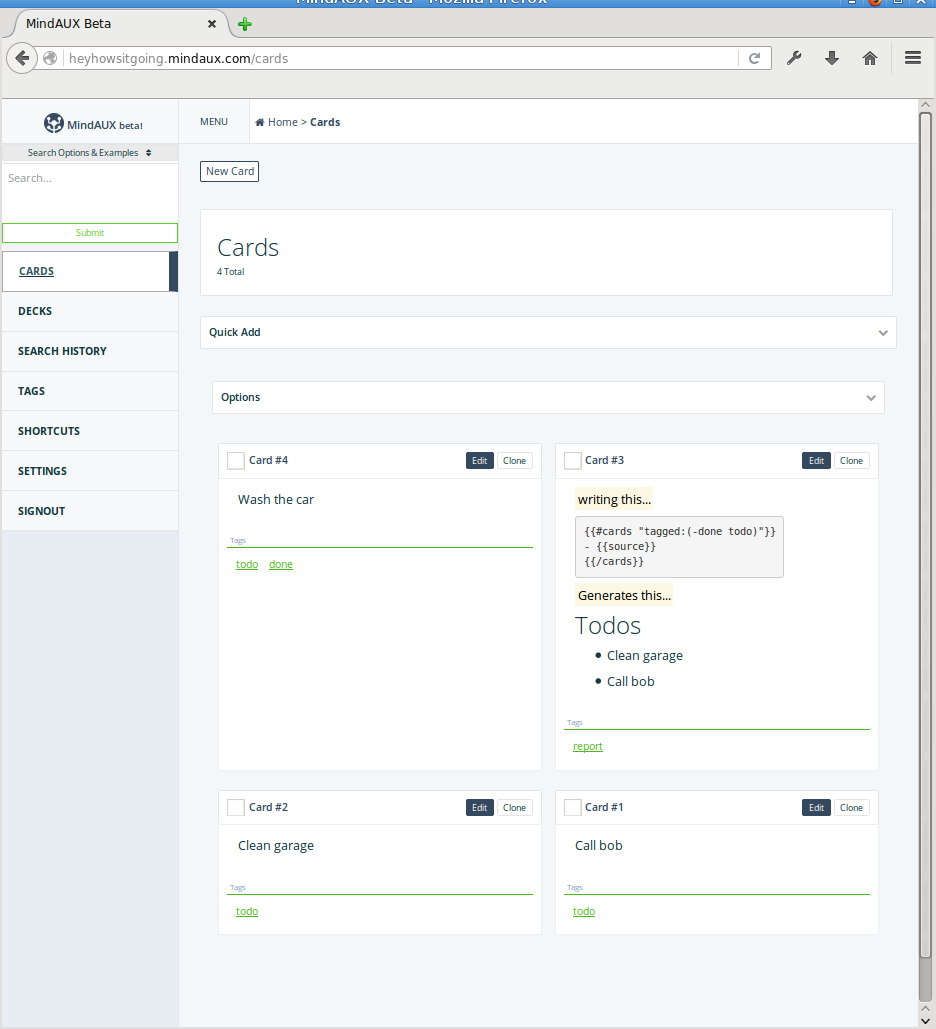 MindAUX Beta - Mozilla Firefox
MindAUX Beta
heyhowsitgoing.mindaux.com/cards
MindAUX beta!
MENU
Home > Cards
Search Options & Examples
Search...
Submit
CARDS
DECKS
SEARCH HISTORY
TAGS
SHORTCUTS
SETTINGS
SIGNOUT
New Card
Cards
4 Total
Quick Add
Options
Card #4
Edit
Clone
Wash the car
Tags
todo done
Card #3
Edit
Clone
writing this...
{{#cards "tagged:(-done todo)"}}
- {{source}}
{{/cards}}
Generates this...
Todos
Clean garage
Call bob
Tags
report
Card #2
Edit
Clone
Clean garage
Tags
todo
Card #1
Edit
Clone
Call bob
Tags
todo